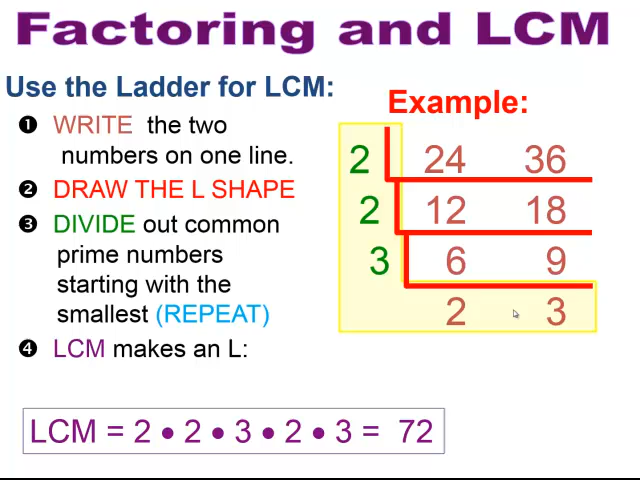 Factoring and LCM
Use the Ladder for LCM:
❶ WRITE the two
numbers on one line.
❷ DRAW THE L SHAPE
❸ DIVIDE out common
prime numbers
starting with the
smallest (REPEAT)
❹ LCM makes an L:
Example:
2 24 36
2 12 18
3 6 9
2 3
LCM = 2 • 2 • 3 • 2 • 3 = 72